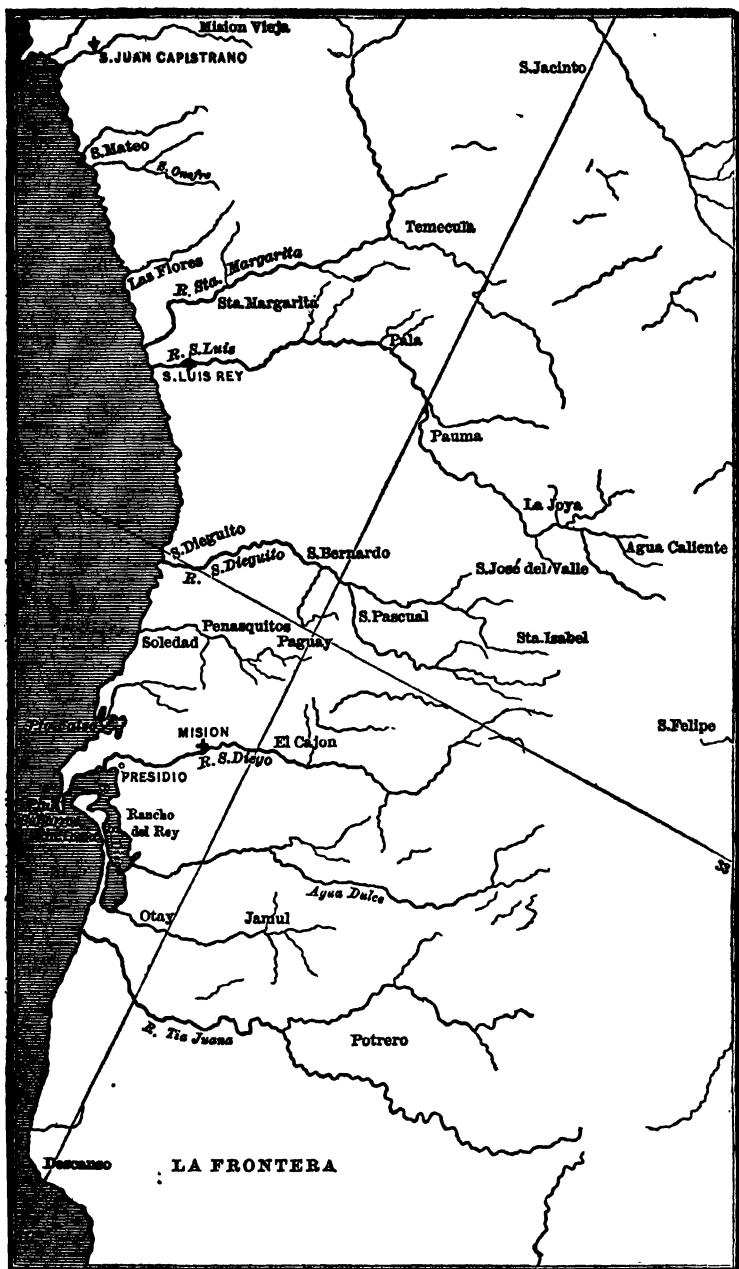 Mision Vieja
S. JUAN CAPISTRANO
S. Jacinto
S. Mateo
S. Onofre
Temecula
Las Flores
R. Sta. Margarita
Sta. Margarita
R. S. Luis
Pala
S. LUIS REY
Pauma
La Joya
S. Dieguito
R. S. Dieguito
S. Bernardo
Agua Caliente
S. José del Valle
S. Pascual
Penasquitos
Soledad
Paguay
Sta. Isabel
S. Felipe
MISION
El Cajon
R. S. Diego
PRESIDIO
Rancho
del Rey
33
Agua Dulce
Otay
Jamul
R. Tia Juana
Potrero
Descanso
LA FRONTERA